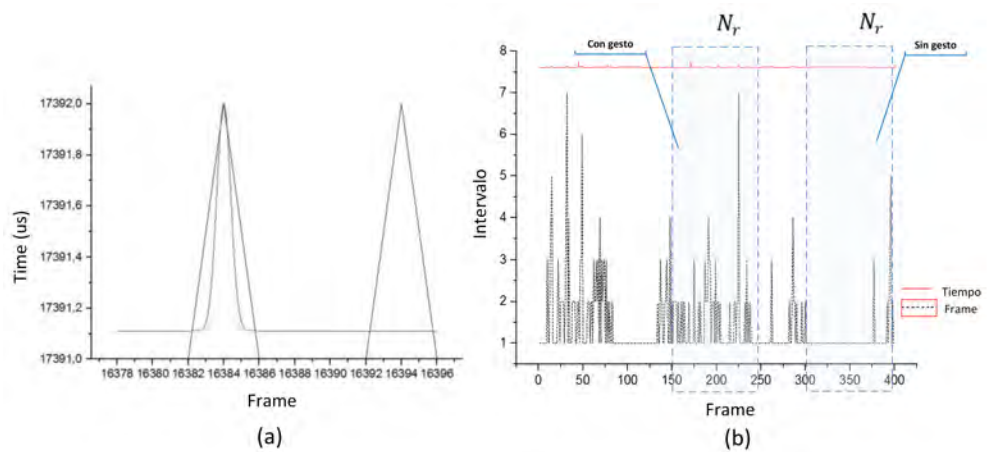 17392,0
17391,8
17391,6
17391,4
17391,2
17391,0
Time (us)
16378 16380 16382 16384 16386 16388 16390 16392 16394 16396
Frame
(a)
N_r
N_r
Con gesto
Sin gesto
8
7
6
5
4
3
2
1
Intervalo
0 50 100 150 200 250 300 350 400
Tiempo
Frame
Frame
(b)